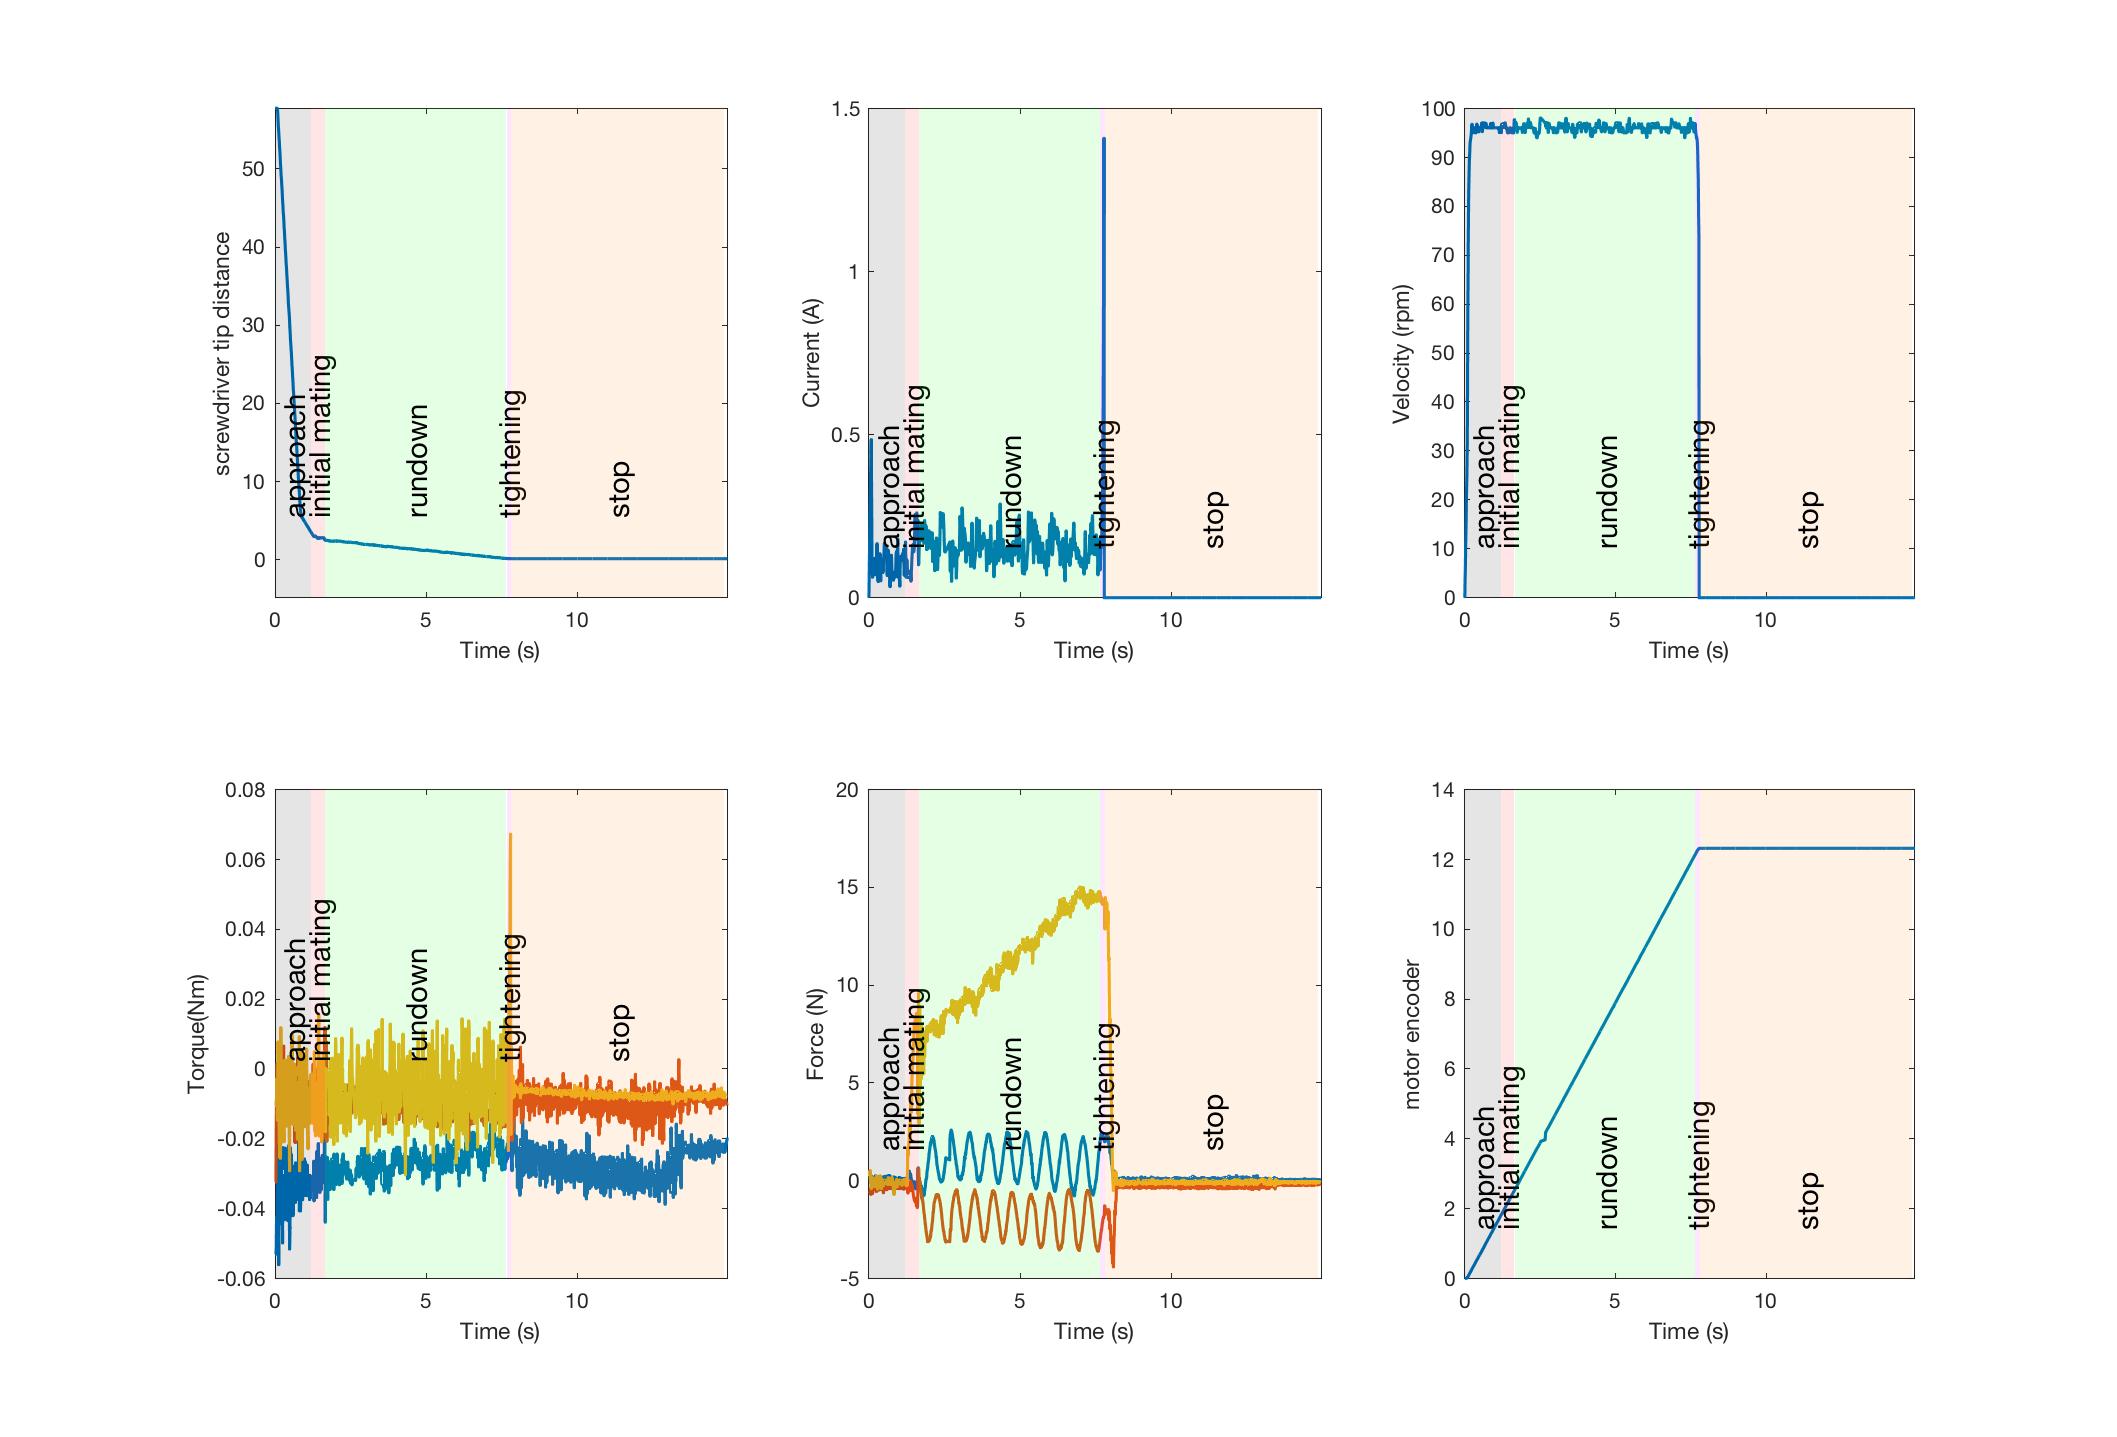 screwdriver tip distance
50
40
30
20
10
0
approach
initial mating
rundown
tightening
stop
0 5 10
Time (s)
Current (A)
1.5
1
0.5
0
approach
initial mating
rundown
tightening
stop
0 5 10
Time (s)
Velocity (rpm)
100
90
80
70
60
50
40
30
20
10
0
approach
initial mating
rundown
tightening
stop
0 5 10
Time (s)
Torque(Nm)
0.08
0.06
0.04
0.02
0
-0.02
-0.04
-0.06
approach
initial mating
rundown
tightening
stop
0 5 10
Time (s)
Force (N)
20
15
10
5
0
-5
approach
initial mating
rundown
tightening
stop
0 5 10
Time (s)
motor encoder
14
12
10
8
6
4
2
0
approach
initial mating
rundown
tightening
stop
0 5 10
Time (s)